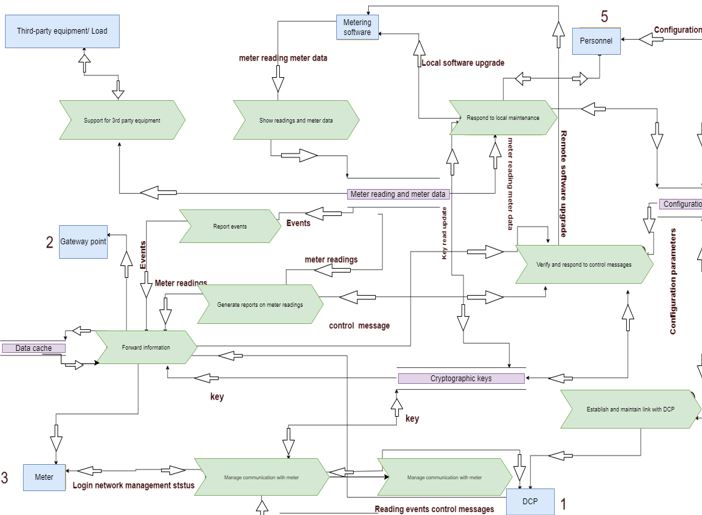 5
Third-party equipment/ Load
Metering
software
Personnel
Configuration
meter reading meter data
Local software upgrade
Support for 3rd party equipment
Show readings and meter data
Respond to local maintenance
Remote software upgrade
meter reading meter data
Meter reading and meter data
Configuratio
Key read update
Report events
Events
2
Gateway point
Events
meter readings
Verify and respond to control messages
Configuration parameters
Meter readings
Generate reports on meter readings
control message
Data cache
Forward information
Cryptographic keys
key
Establish and maintain link with DCP
key
3
Meter
Login network management ststus
Manage communication with meter
Manage communication with meter
DCP
1
Reading events control messages